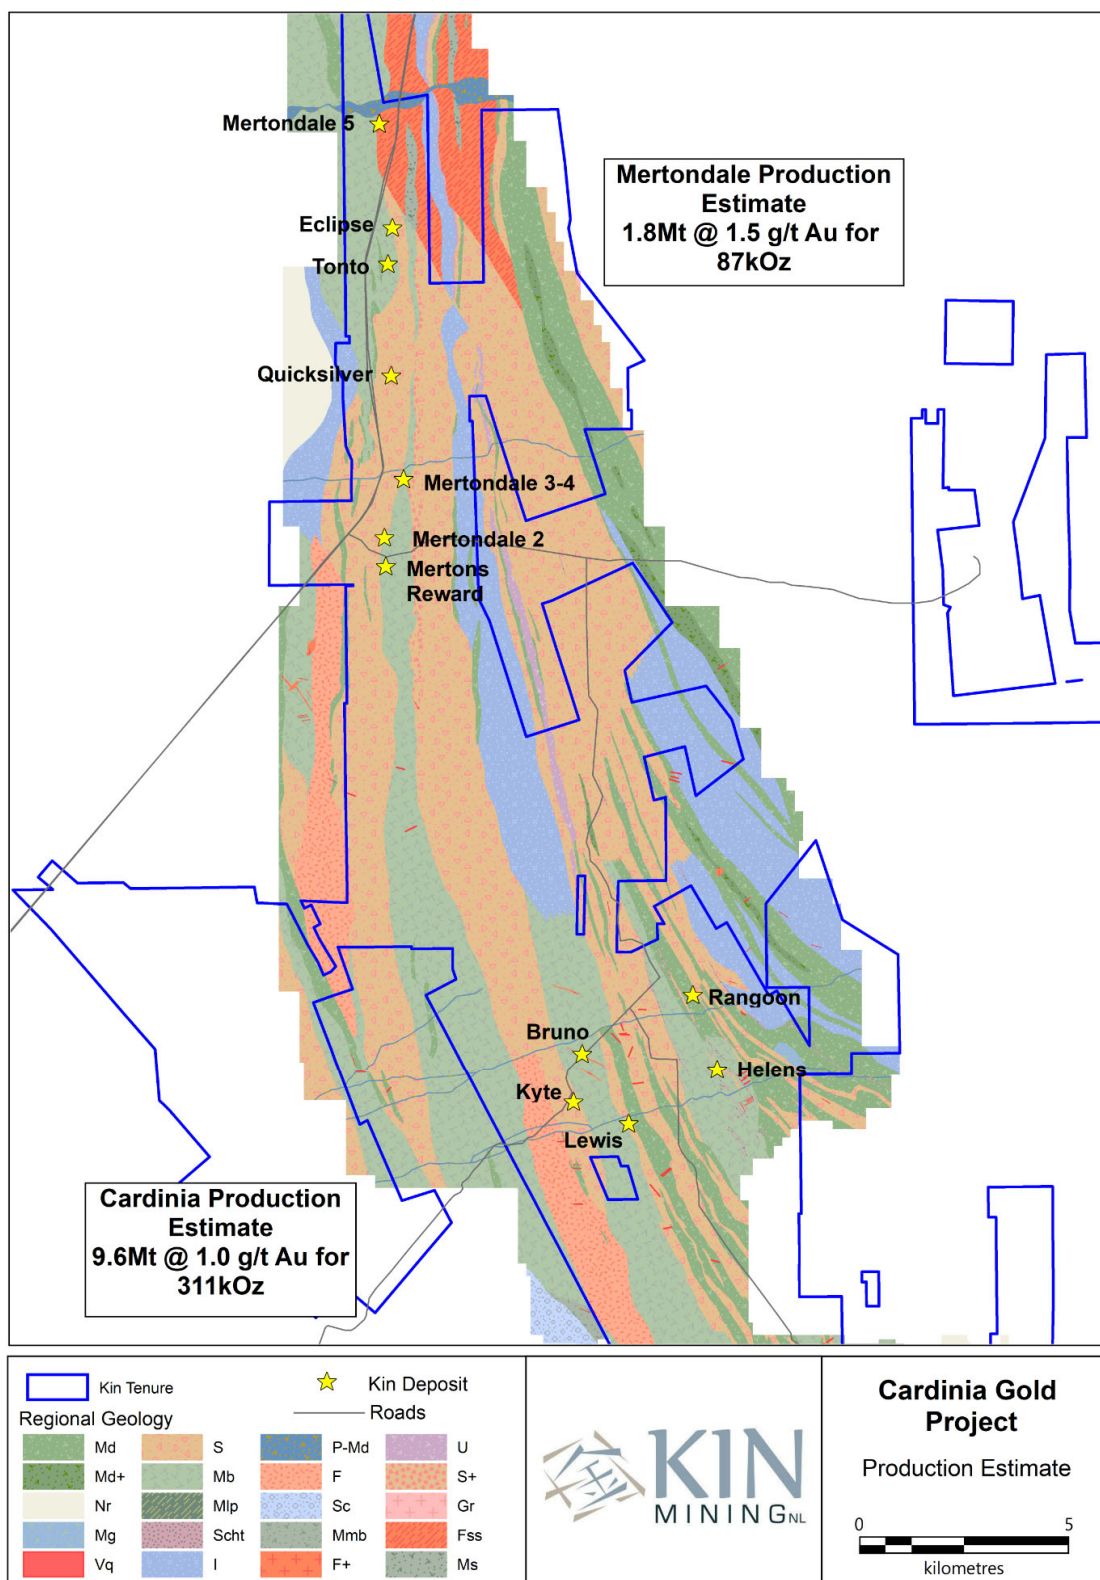 Mertondale 5
Mertondale Production
Estimate
1.8Mt @ 1.5 g/t Au for
87kOz
Eclipse
Tonto
Quicksilver
Mertondale 3-4
Mertondale 2
Mertons
Reward
Rangoon
Bruno
Helens
Kyte
Lewis
Cardinia Production
Estimate
9.6Mt @ 1.0 g/t Au for
311kOz
Kin Tenure
Kin Deposit
Roads
Regional Geology
Md
S
P-Md
U
Md+
Mb
F
S+
Nr
Mlp
Sc
Gr
Mg
Scht
Mmb
Fss
Vq
I
F+
Ms
金
KIN
MINING NL
Cardinia Gold
Project
Production Estimate
0 5
kilometres